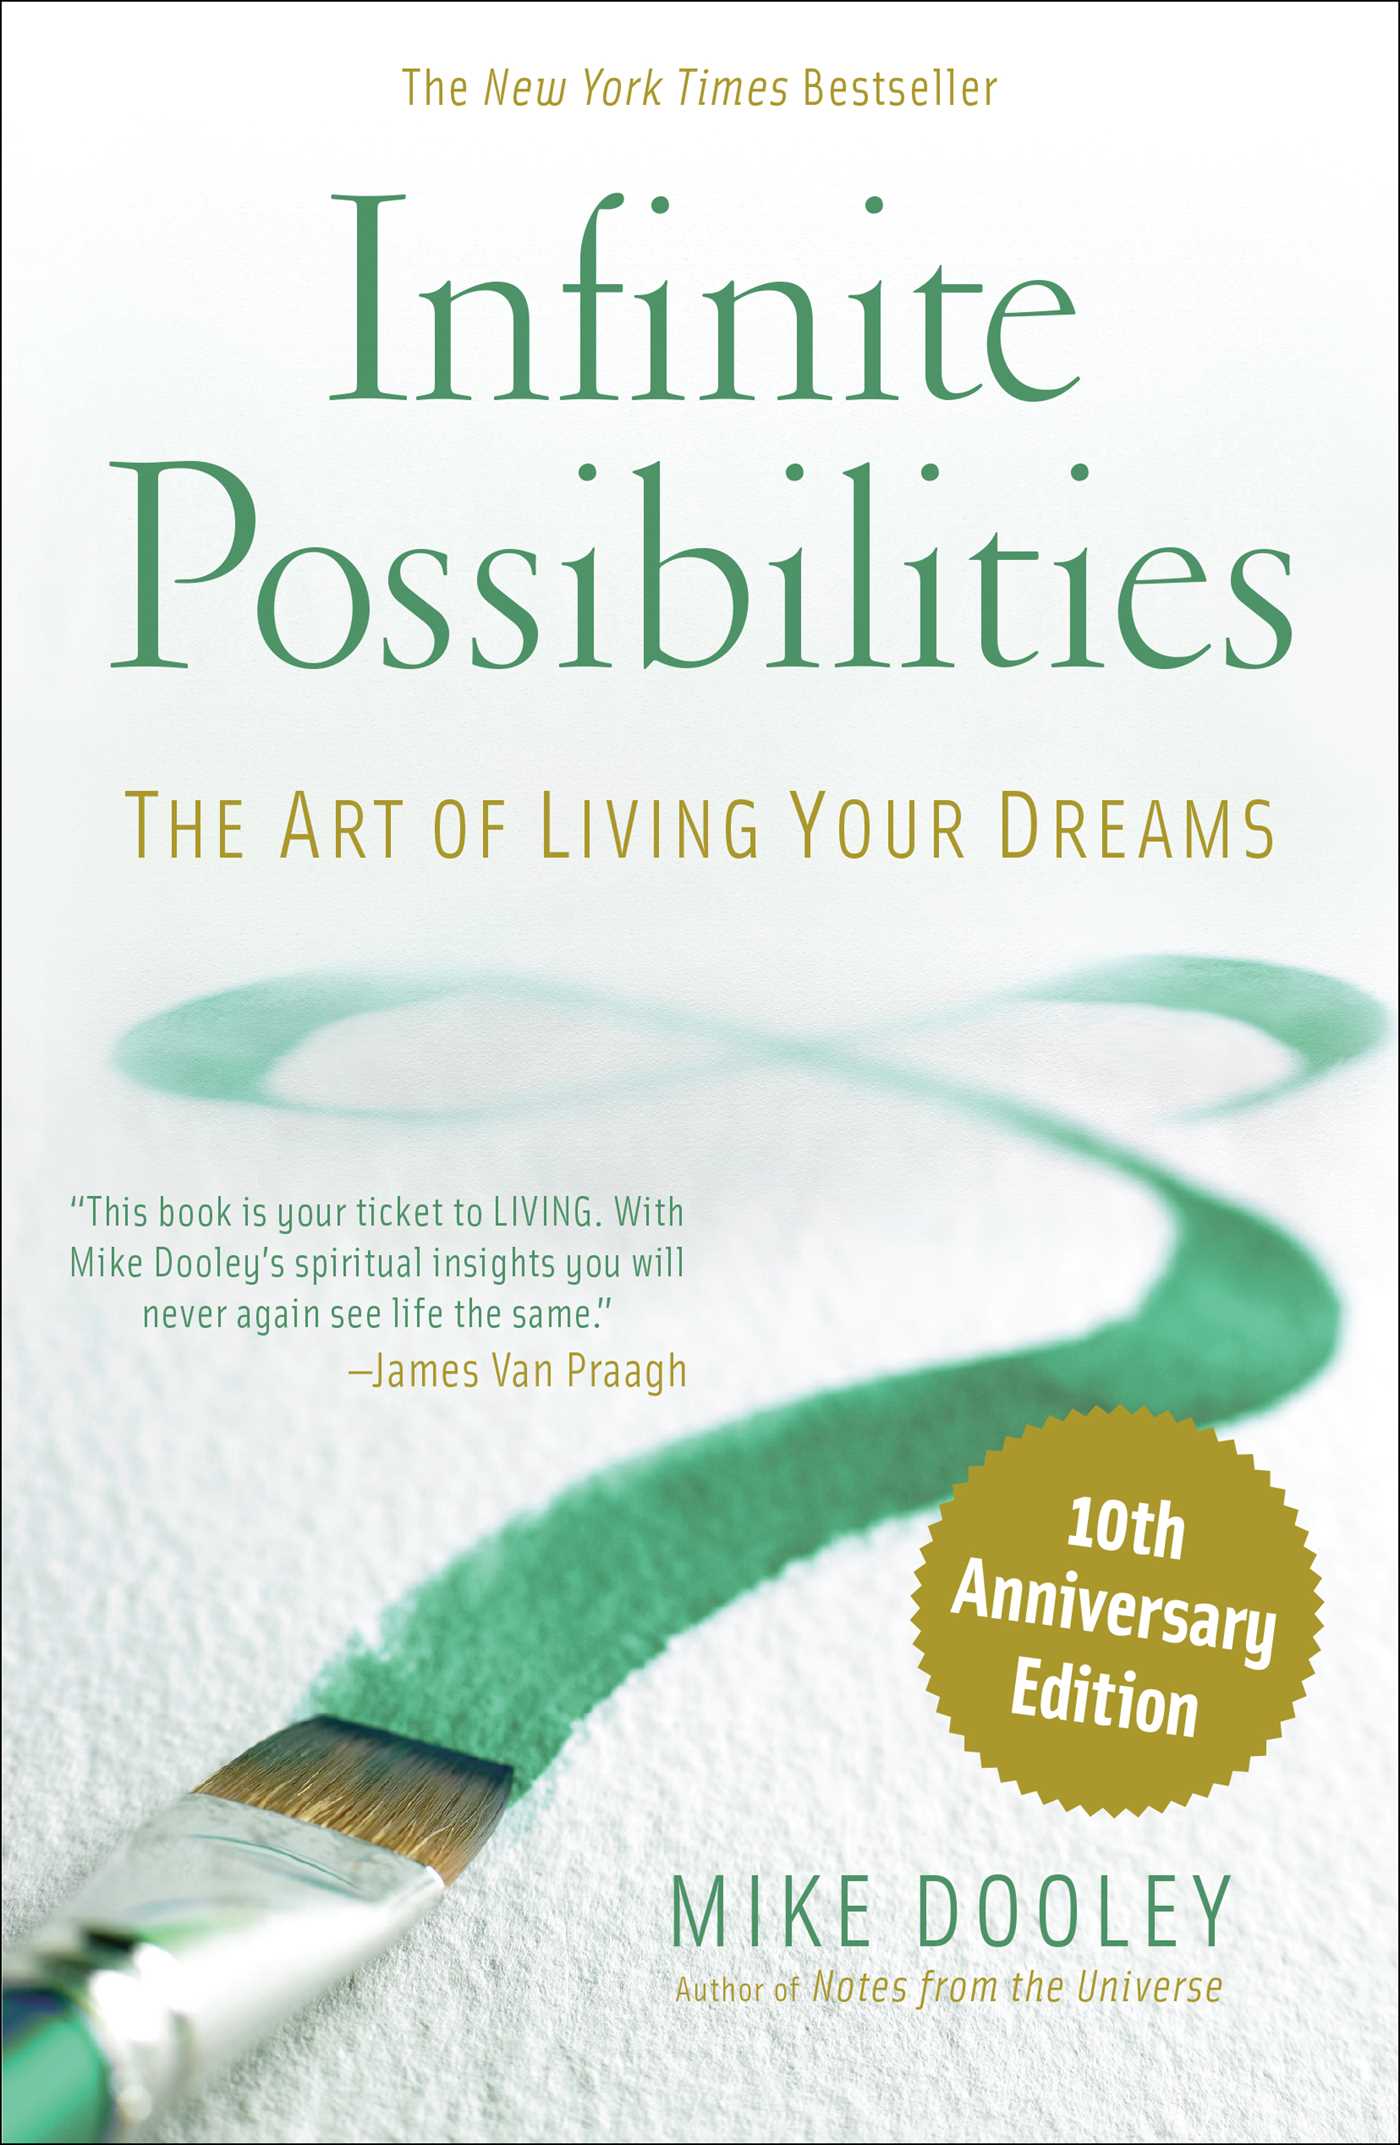 The New York Times Bestseller
Infinite
Possibilities
THE ART OF LIVING YOUR DREAMS
“This book is your ticket to LIVING. With
Mike Dooley’s spiritual insights you will
never again see life the same.”
–James Van Praagh
10th
Anniversary
Edition
MIKE DOOLEY
Author of Notes from the Universe